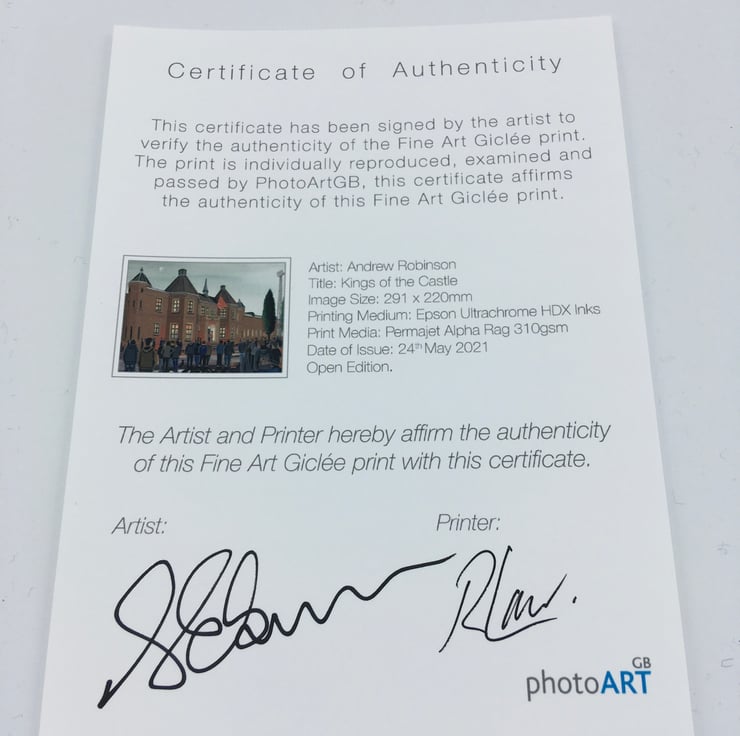 Certificate of Authenticity
This certificate has been signed by the artist to
verify the authenticity of the Fine Art Giclée print.
The print is individually reproduced, examined and
passed by PhotoArtGB, this certificate affirms
the authenticity of this Fine Art Giclée print.
Artist: Andrew Robinson
Title: Kings of the Castle
Image Size: 291 x 220mm
Printing Medium: Epson Ultrachrome HDX Inks
Print Media: Permajet Alpha Rag 310gsm
Date of Issue: 24th May 2021
Open Edition.
The Artist and Printer hereby affirm the authenticity
of this Fine Art Giclée print with this certificate.
Artist:
Printer:
photoART GB